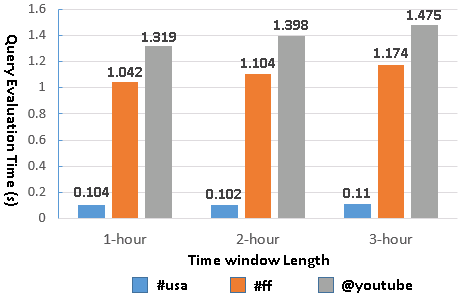 Query Evaluation Time (s)
1.6
1.4
1.2
1
0.8
0.6
0.4
0.2
0
0.104
1.042
1.319
0.102
1.104
1.398
0.11
1.174
1.475
1-hour
2-hour
3-hour
Time window Length
#usa
#ff
@youtube